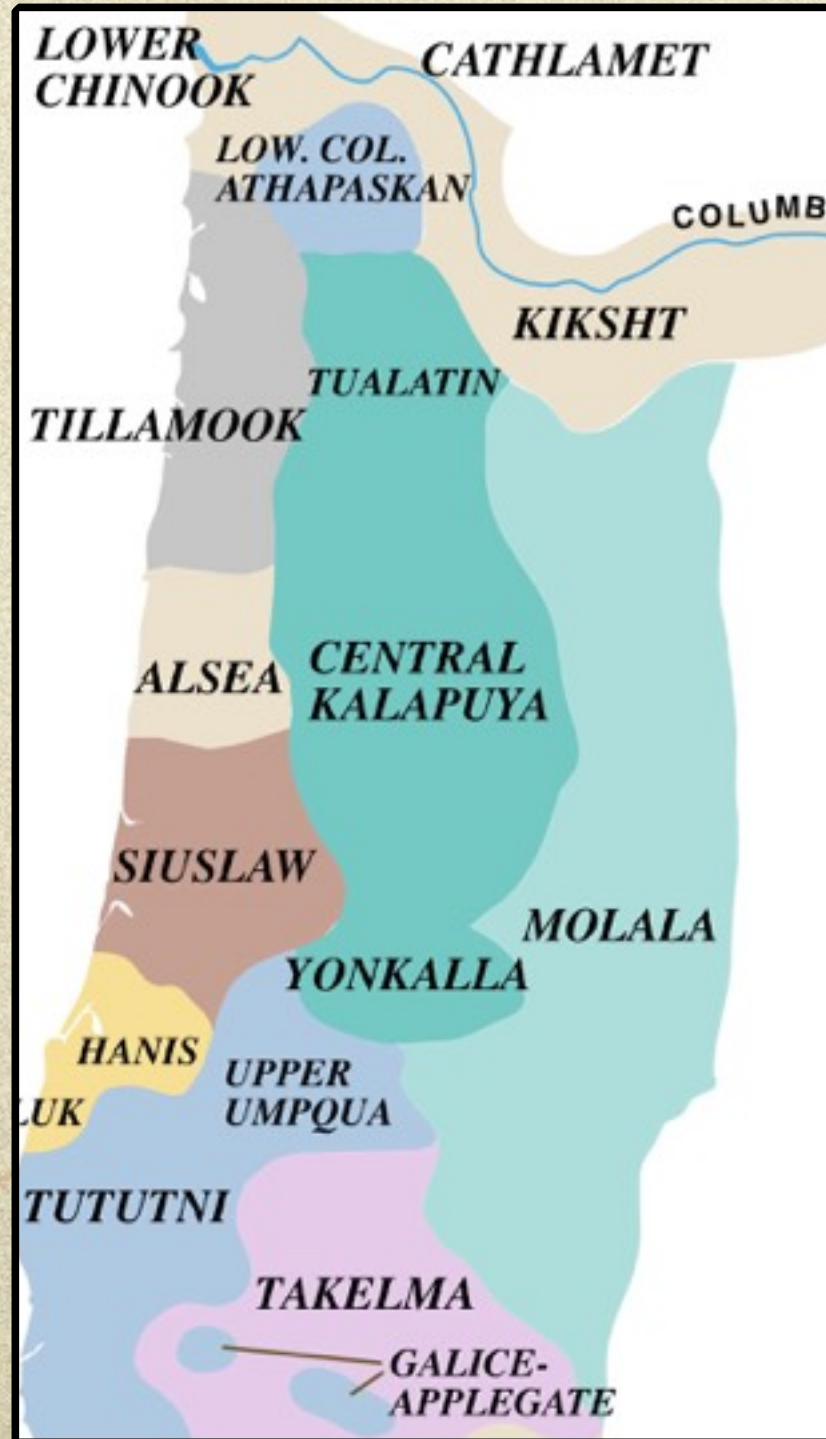 LOWER
CHINOOK
CATHLAMET
LOW. COL.
ATHAPASKAN
COLUMB
KIKSHT
TUALATIN
TILLAMOOK
CENTRAL
KALAPUYA
ALSEA
SIUSLAW
MOLALA
YONKALLA
HANIS
UPPER
UMPQUA
LUK
TUTUTNI
TAKELMA
GALICE-
APPLEGATE